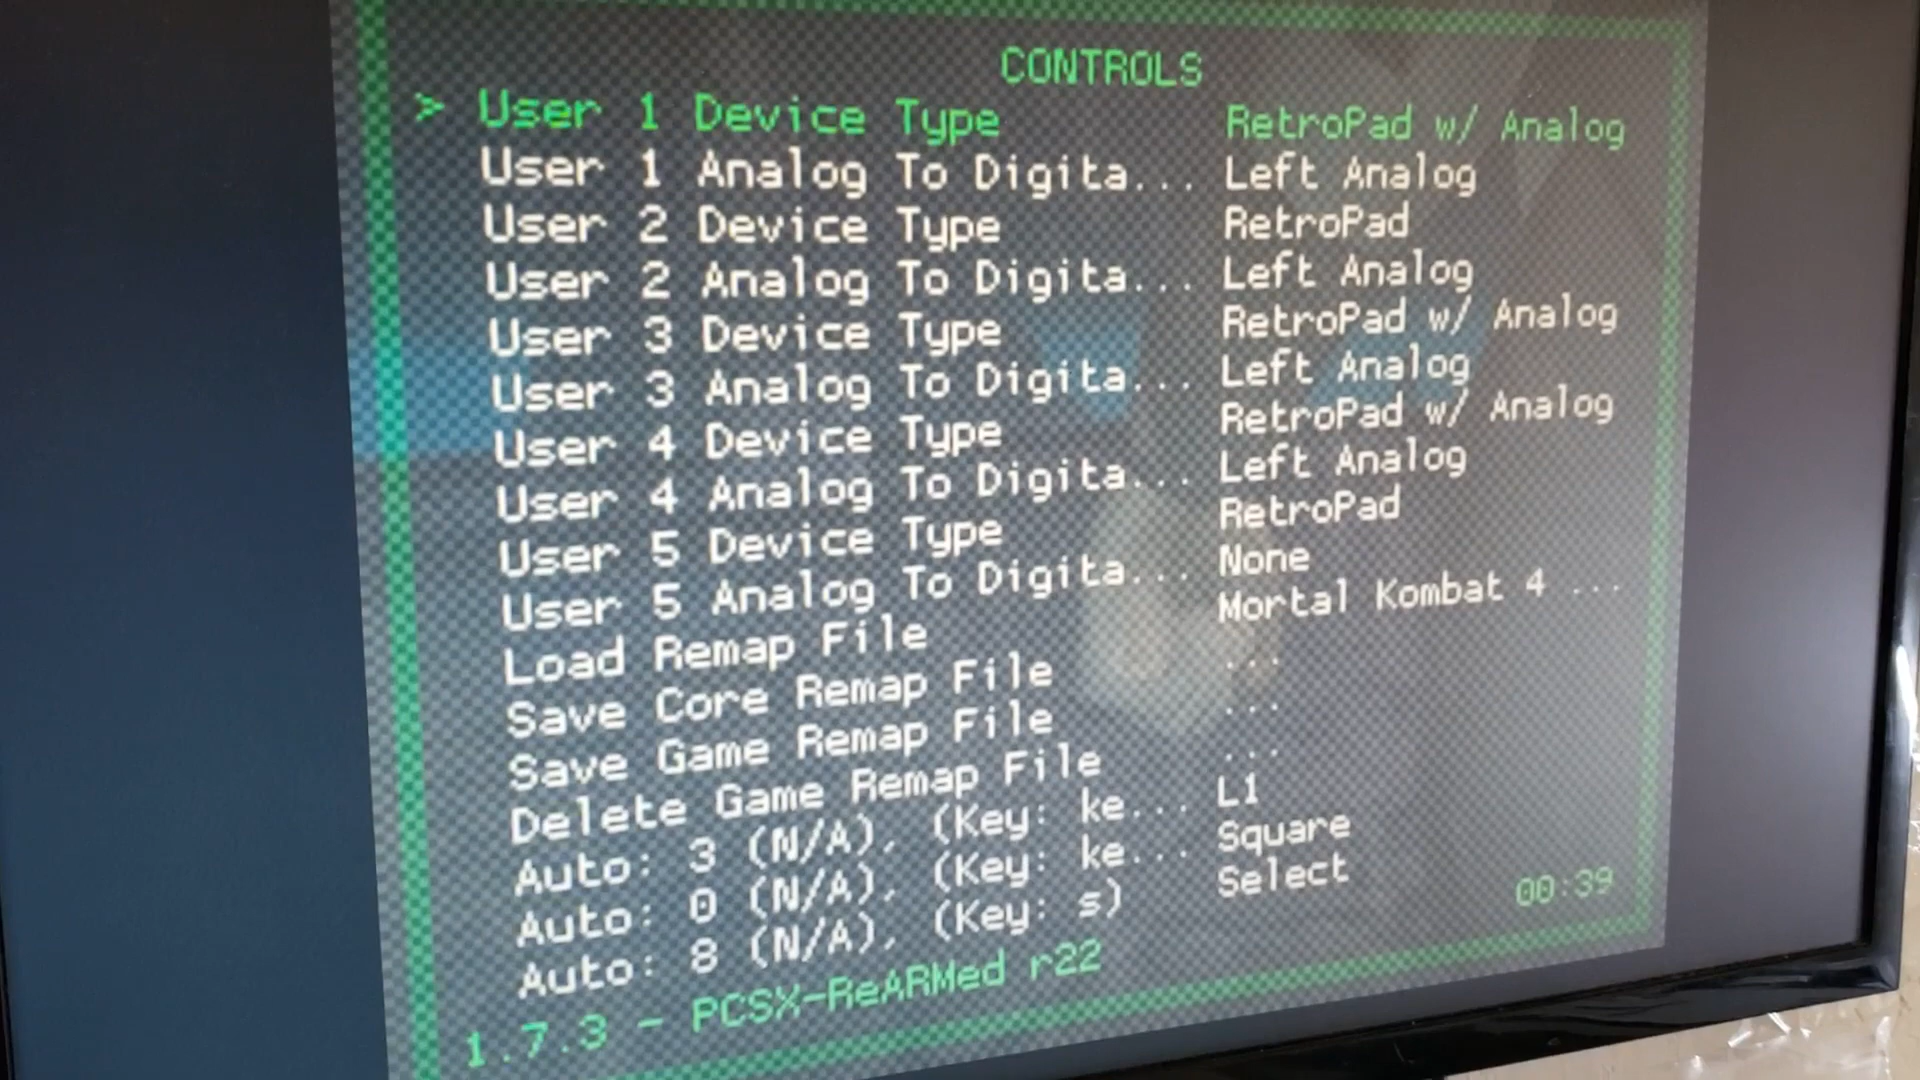 CONTROLS
> User 1 Device Type RetroPad w/ Analog
User 1 Analog To Digita... Left Analog
User 2 Device Type RetroPad
User 2 Analog To Digita... Left Analog
User 3 Device Type RetroPad w/ Analog
User 3 Analog To Digita... Left Analog
User 4 Device Type RetroPad w/ Analog
User 4 Analog To Digita... Left Analog
User 5 Device Type RetroPad
User 5 Analog To Digita... None
Load Remap File Mortal Kombat 4 ...
Save Core Remap File ...
Save Game Remap File ...
Delete Game Remap File ...
Auto: 3 (N/A), (Key: ke... L1
Auto: 0 (N/A), (Key: ke... Square
Auto: 8 (N/A), (Key: s) Select
1.7.3 - PCSX-ReARMed r22 00:39